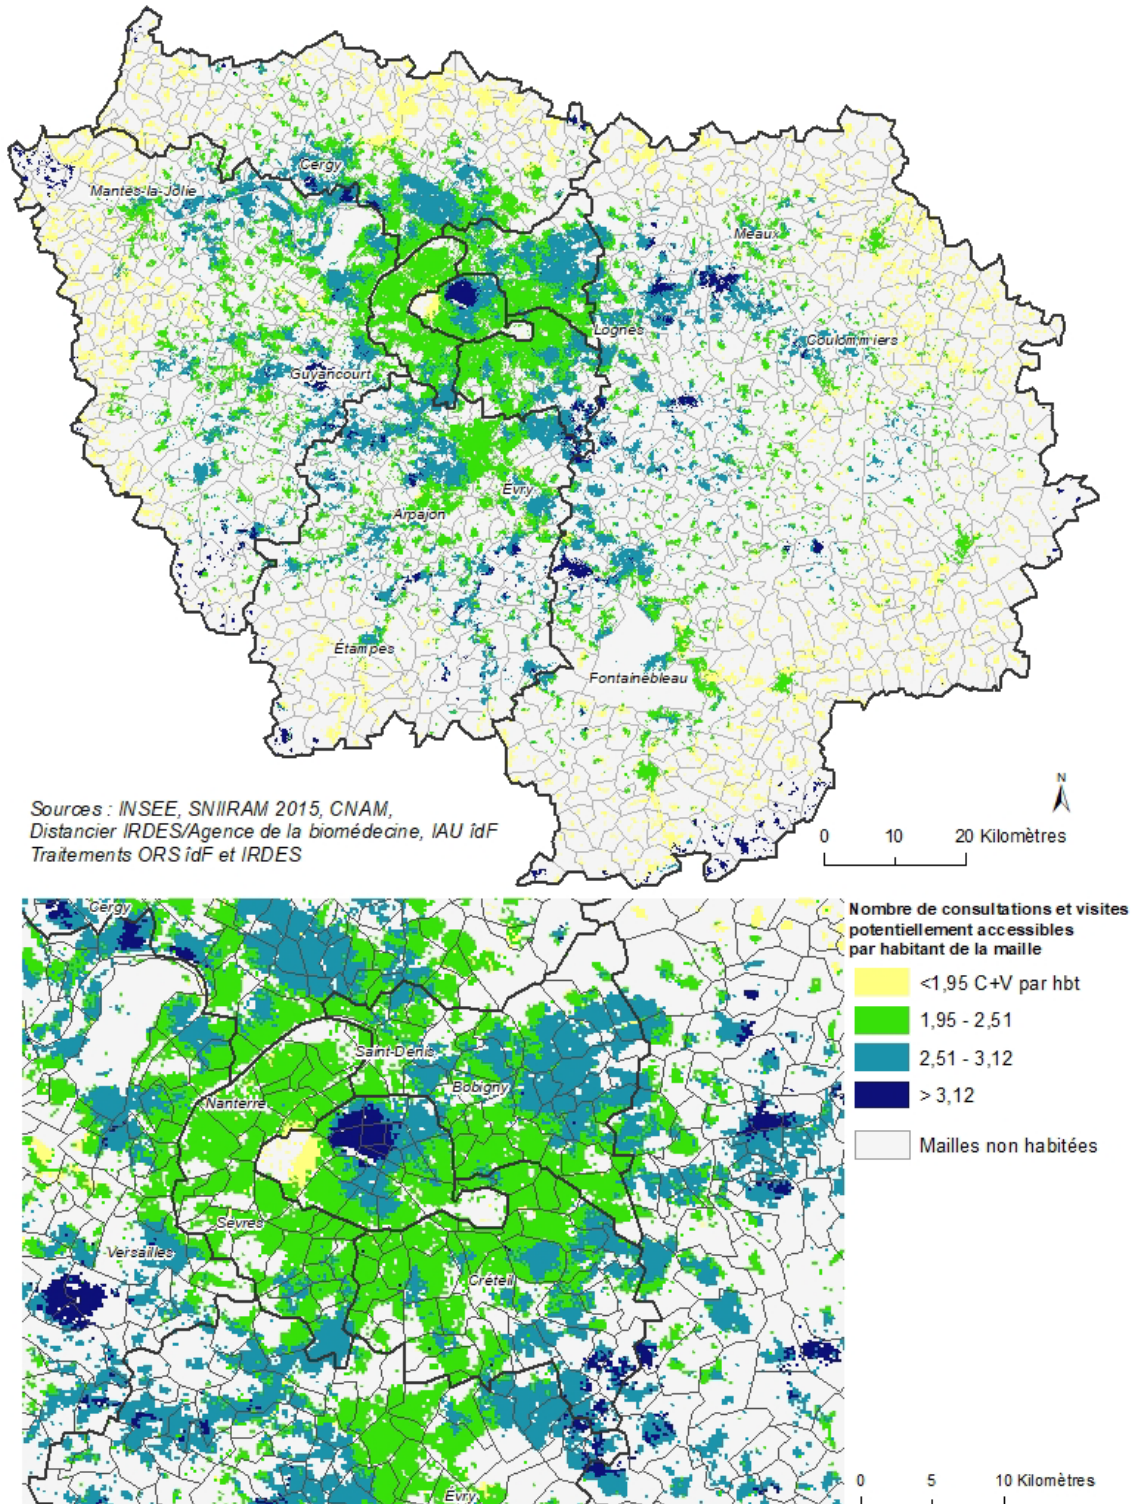 Cergy
Mantes-la-Jolie
Meaux
Lognes
Coulommiers
Guyancourt
Évry
Arpajon
Étampes
Fontainebleau
Sources : INSEE, SNIIRAM 2015, CNAM,
Distancier IRDES/Agence de la biomédecine, IAU îdF
Traitements ORS îdF et IRDES
N
0 10 20 Kilomètres
Cergy
Saint-Denis
Bobigny
Nanterre
Sèvres
Versailles
Créteil
Évry
Nombre de consultations et visites
potentiellement accessibles
par habitant de la maille
<1,95 C+V par hbt
1,95 - 2,51
2,51 - 3,12
> 3,12
Mailles non habitées
0 5 10 Kilomètres